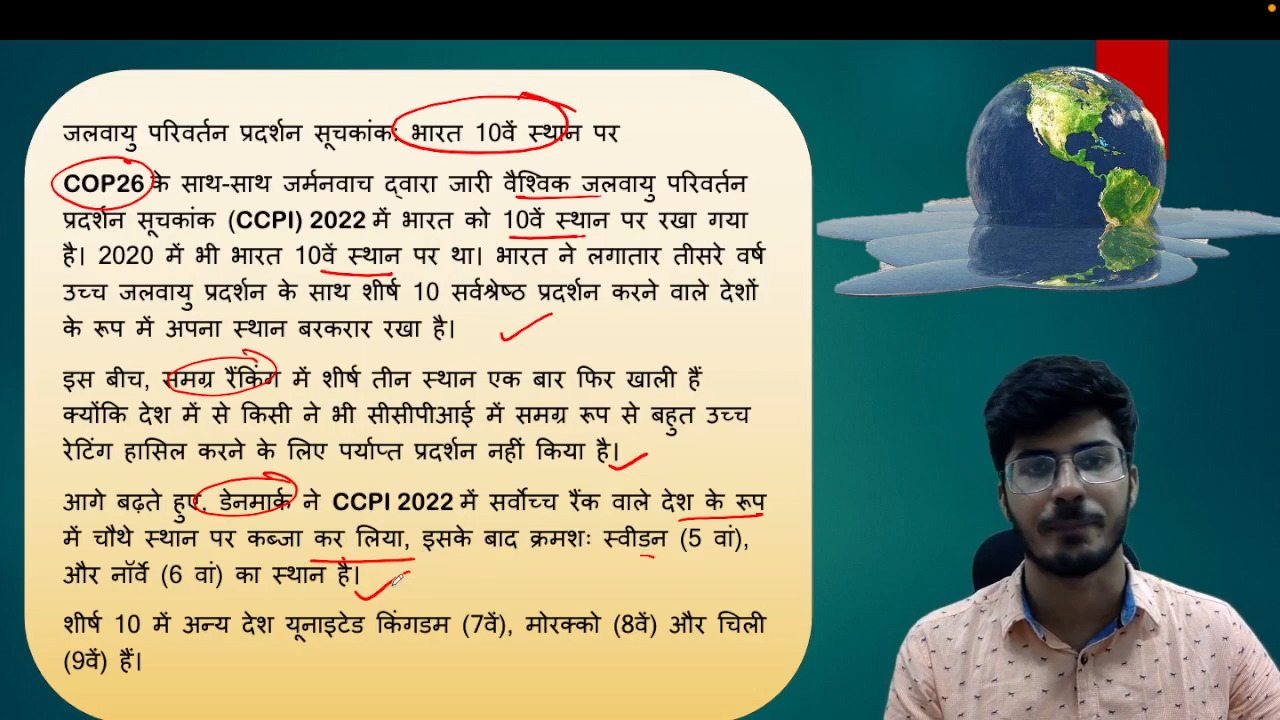 जलवायु परिवर्तन प्रदर्शन सूचकांक: भारत 10वें स्थान पर
COP26 के साथ-साथ जर्मनवाच द्वारा जारी वैश्विक जलवायु परिवर्तन
प्रदर्शन सूचकांक (CCPI) 2022 में भारत को 10वें स्थान पर रखा गया
है। 2020 में भी भारत 10वें स्थान पर था। भारत ने लगातार तीसरे वर्ष
उच्च जलवायु प्रदर्शन के साथ शीर्ष 10 सर्वश्रेष्ठ प्रदर्शन करने वाले देशों
के रूप में अपना स्थान बरकरार रखा है।
इस बीच, समग्र रैंकिंग में शीर्ष तीन स्थान एक बार फिर खाली हैं
क्योंकि देश में से किसी ने भी सीसीपीआई में समग्र रूप से बहुत उच्च
रेटिंग हासिल करने के लिए पर्याप्त प्रदर्शन नहीं किया है।
आगे बढ़ते हुए, डेनमार्क ने CCPI 2022 में सर्वोच्च रैंक वाले देश के रूप
में चौथे स्थान पर कब्जा कर लिया, इसके बाद क्रमशः स्वीडन (5 वां),
और नॉर्वे (6 वां) का स्थान है।
शीर्ष 10 में अन्य देश यूनाइटेड किंगडम (7वें), मोरक्को (8वें) और चिली
(9वें) हैं।